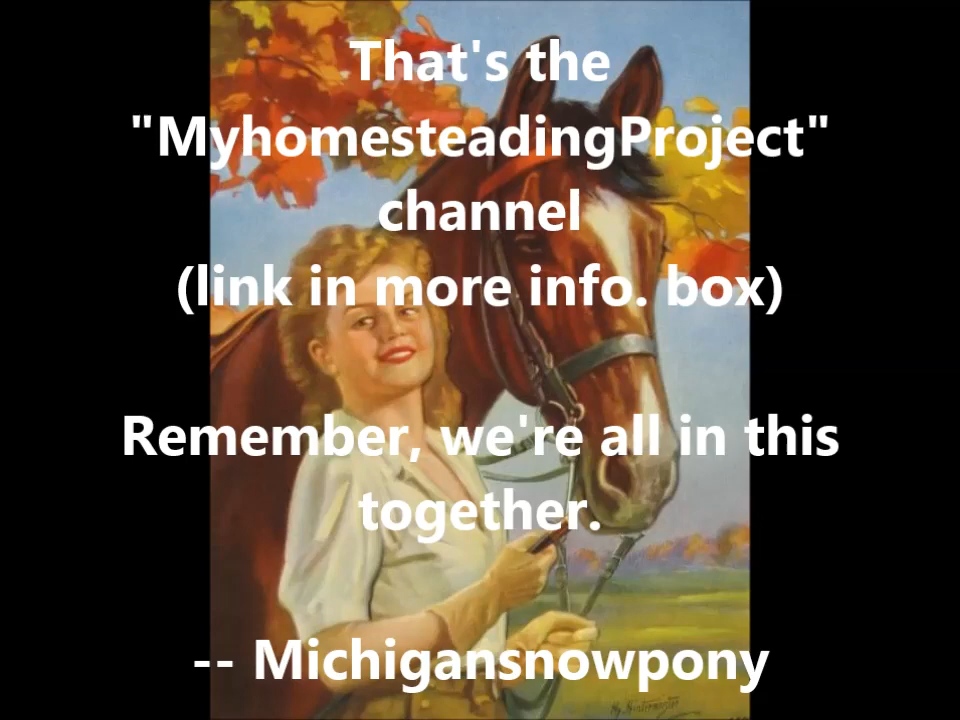 That's the
"MyhomesteadingProject"
channel
(link in more info. box)
Remember, we're all in this
together.
-- Michigansnowpony